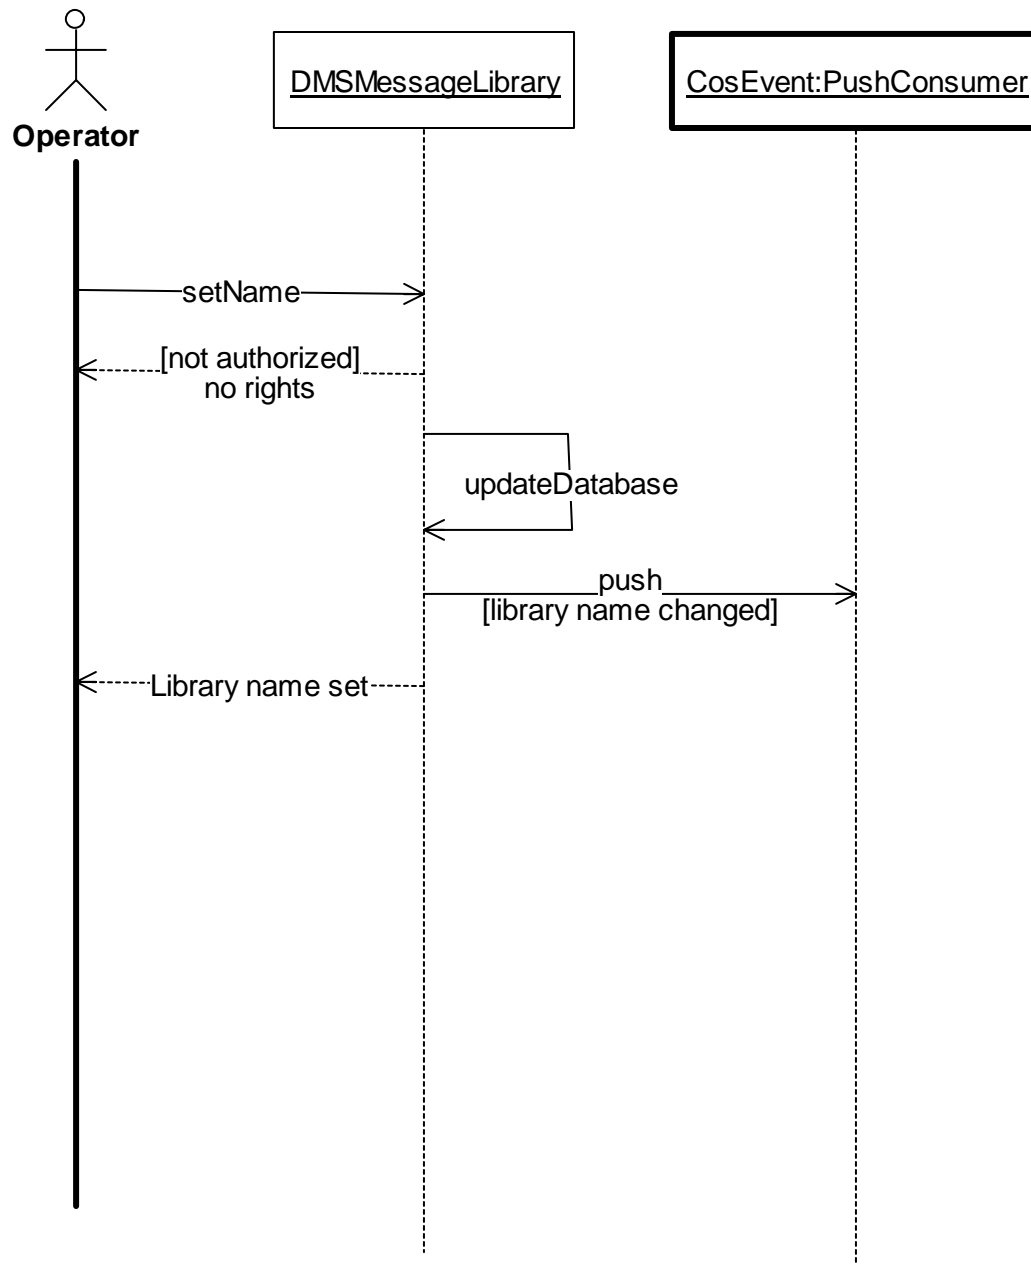 Operator
DMSMessageLibrary
CosEvent:PushConsumer
setName
[not authorized]
no rights
updateDatabase
push
[library name changed]
Library name set